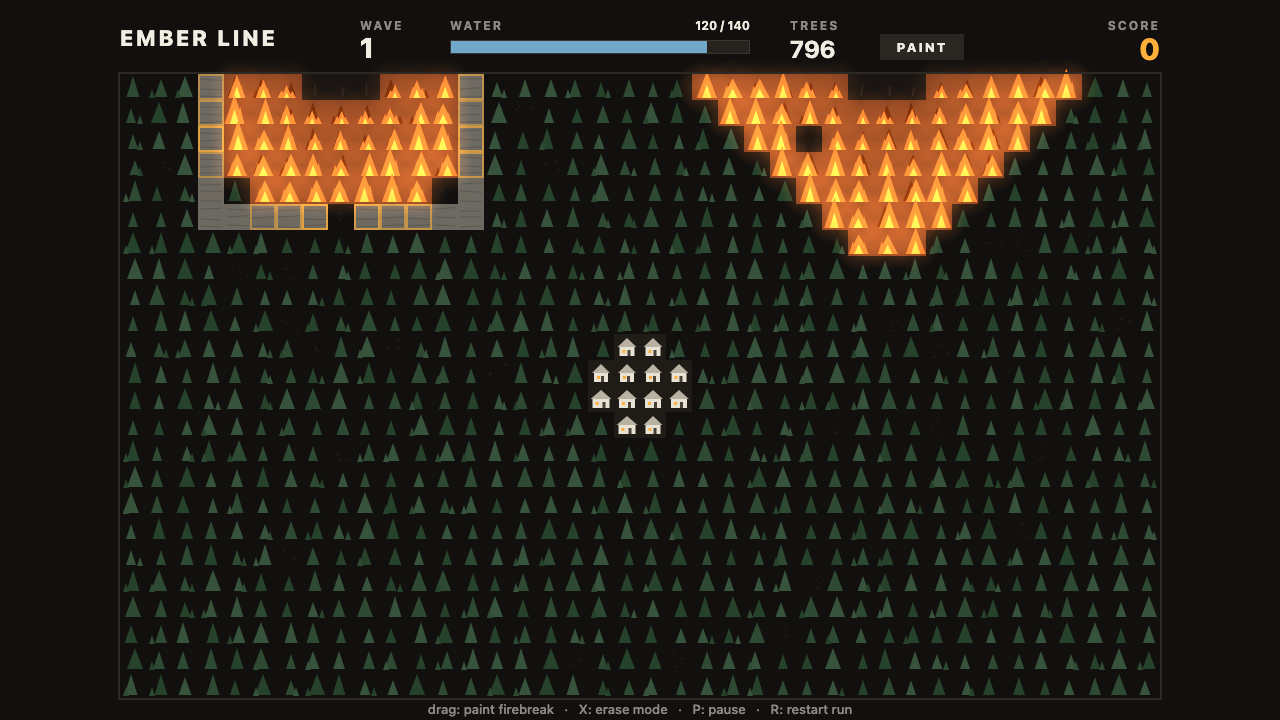 EMBER LINE
WAVE
1
WATER
120 / 140
TREES
796
PAINT
SCORE
0
drag: paint firebreak · X: erase mode · P: pause · R: restart run